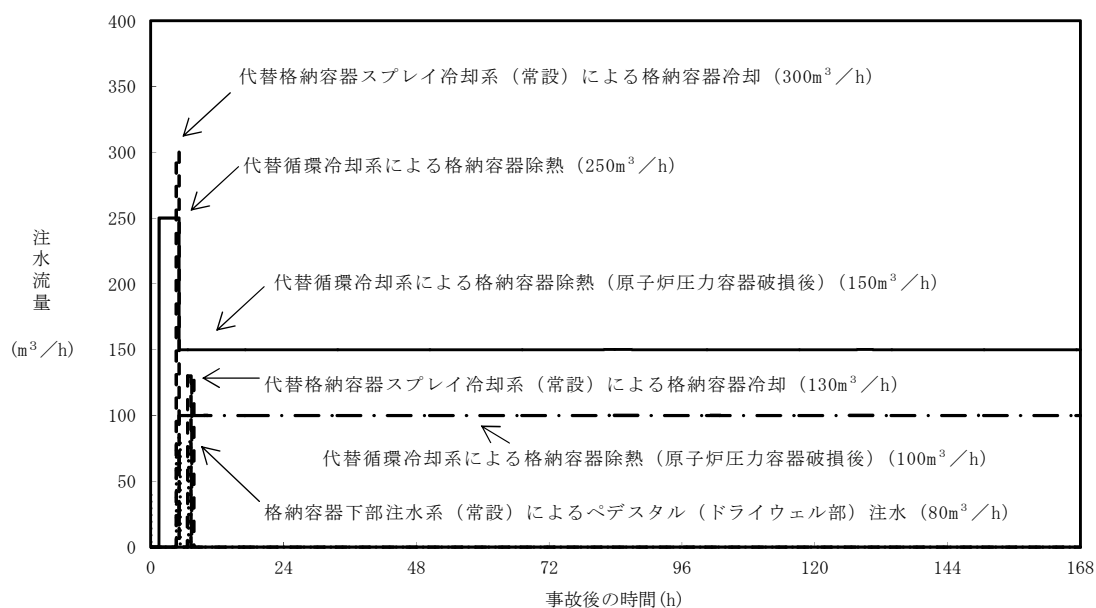 400
代替格納容器スプレイ冷却系（常設）による格納容器冷却（300m³／h）
350
300
代替循環冷却系による格納容器除熱（250m³／h）
250
注水流量
(m³／h)
代替循環冷却系による格納容器除熱（原子炉圧力容器破損後）（150m³／h）
200
150
代替格納容器スプレイ冷却系（常設）による格納容器冷却（130m³／h）
100
代替循環冷却系による格納容器除熱（原子炉圧力容器破損後）（100m³／h）
50
格納容器下部注水系（常設）によるペデスタル（ドライウェル部）注水（80m³／h）
0
0 24 48 72 96 120 144 168
事故後の時間(h)